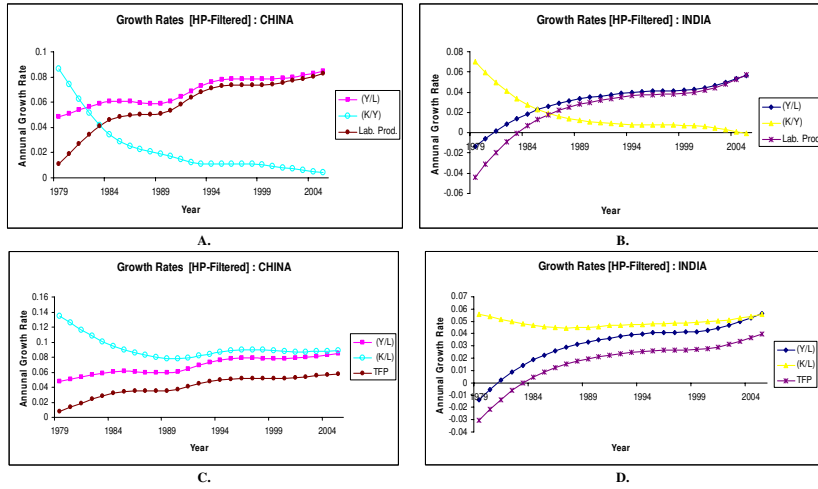 Growth Rates [HP-Filtered] : CHINA
Annunal Growth Rate
0.1
0.08
0.06
0.04
0.02
0
1979 1984 1989 1994 1999 2004
Year
(Y/L)
(K/Y)
Lab. Prod.
A.
Growth Rates [HP-Filtered] : INDIA
Annunal Growth Rate
0.08
0.06
0.04
0.02
0
-0.02
-0.04
-0.06
1979 1984 1989 1994 1999 2004
Year
(Y/L)
(K/Y)
Lab. Prod.
B.
Growth Rates [HP-Filtered] : CHINA
Annual Growth Rate
0.16
0.14
0.12
0.1
0.08
0.06
0.04
0.02
0
1979 1984 1989 1994 1999 2004
Year
(Y/L)
(K/L)
TFP
C.
Growth Rates [HP-Filtered] : INDIA
Annual Growth Rate
0.07
0.06
0.05
0.04
0.03
0.02
0.01
0
-0.01
-0.02
-0.03
-0.04
1979 1984 1989 1994 1999 2004
Year
(Y/L)
(K/L)
TFP
D.